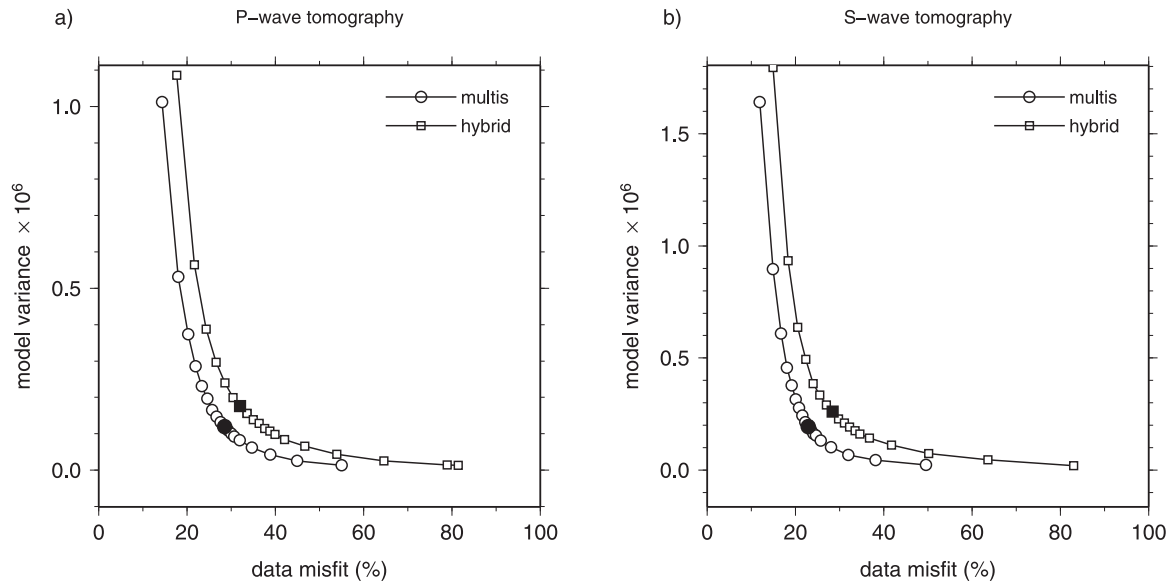 a) P−wave tomography
model variance × 10⁶
1.0
0.5
0.0
multis
hybrid
0 20 40 60 80 100
data misfit (%)
b) S−wave tomography
model variance × 10⁶
1.5
1.0
0.5
0.0
multis
hybrid
0 20 40 60 80 100
data misfit (%)